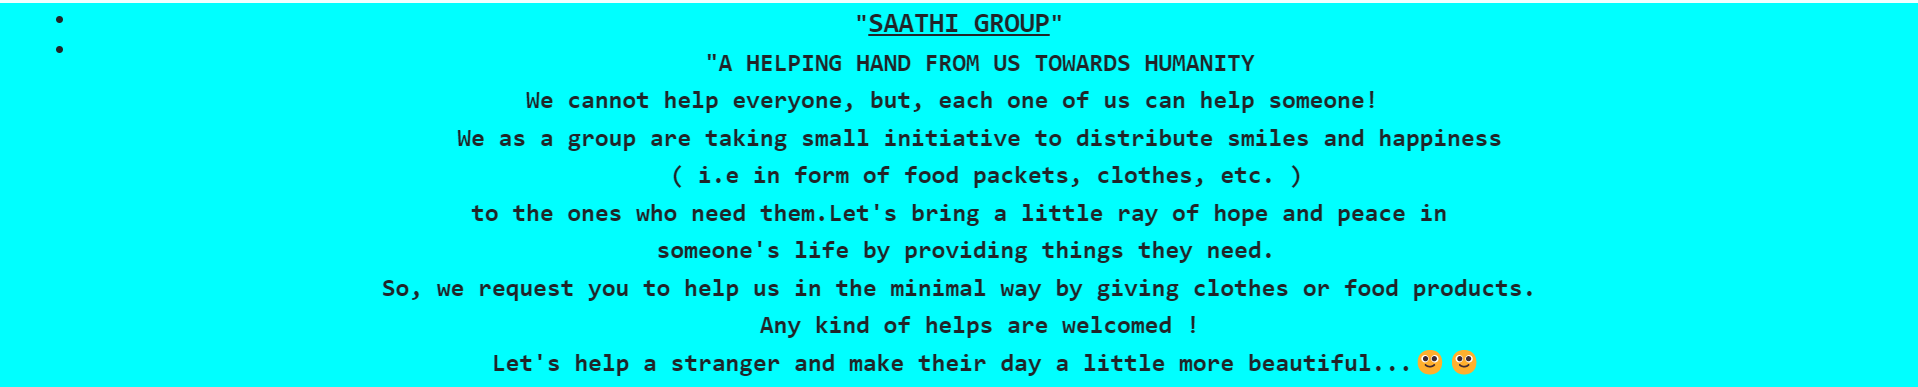 "SAATHI GROUP"
"A HELPING HAND FROM US TOWARDS HUMANITY
We cannot help everyone, but, each one of us can help someone!
We as a group are taking small initiative to distribute smiles and happiness
( i.e in form of food packets, clothes, etc. )
to the ones who need them.Let's bring a little ray of hope and peace in
someone's life by providing things they need.
So, we request you to help us in the minimal way by giving clothes or food products.
Any kind of helps are welcomed !
Let's help a stranger and make their day a little more beautiful...